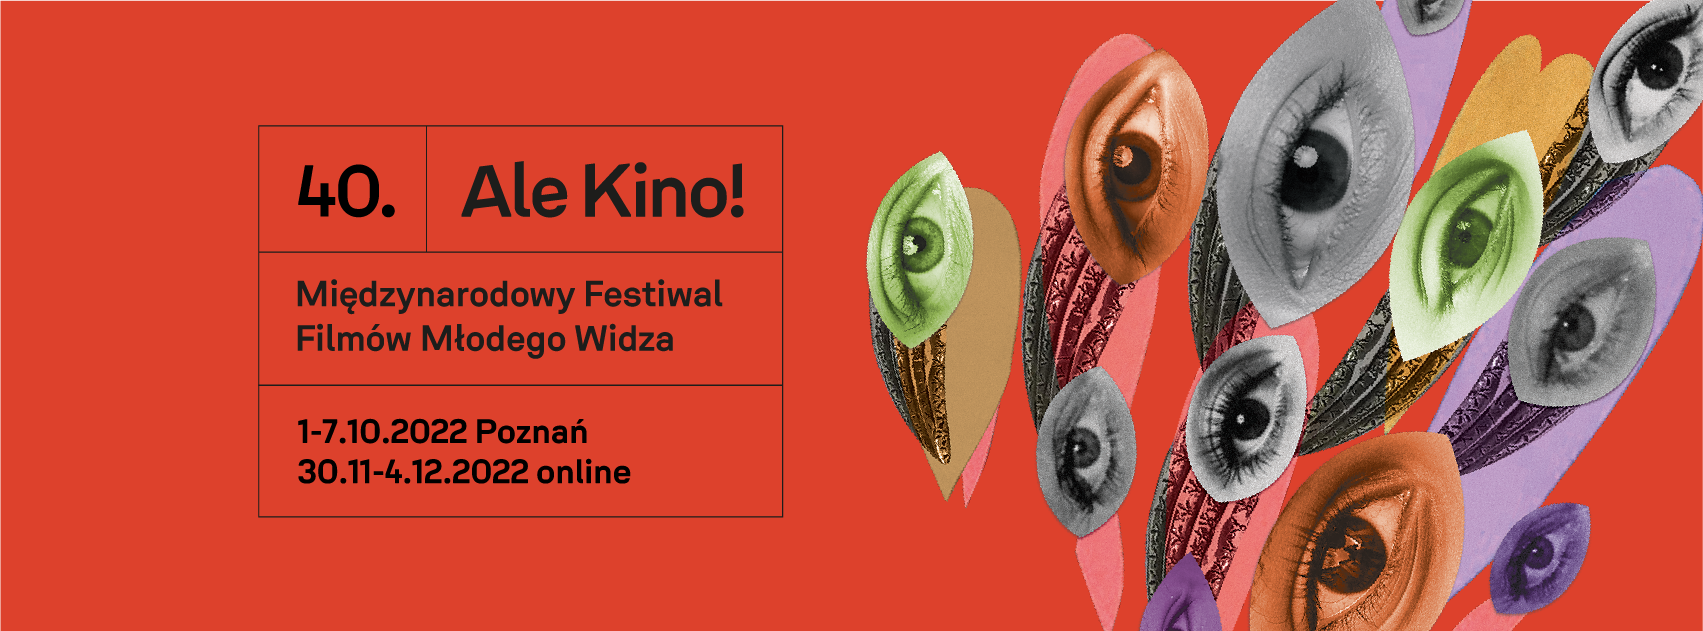 40. Ale Kino!
Międzynarodowy Festiwal
Filmów Młodego Widza
1-7.10.2022 Poznań
30.11-4.12.2022 online